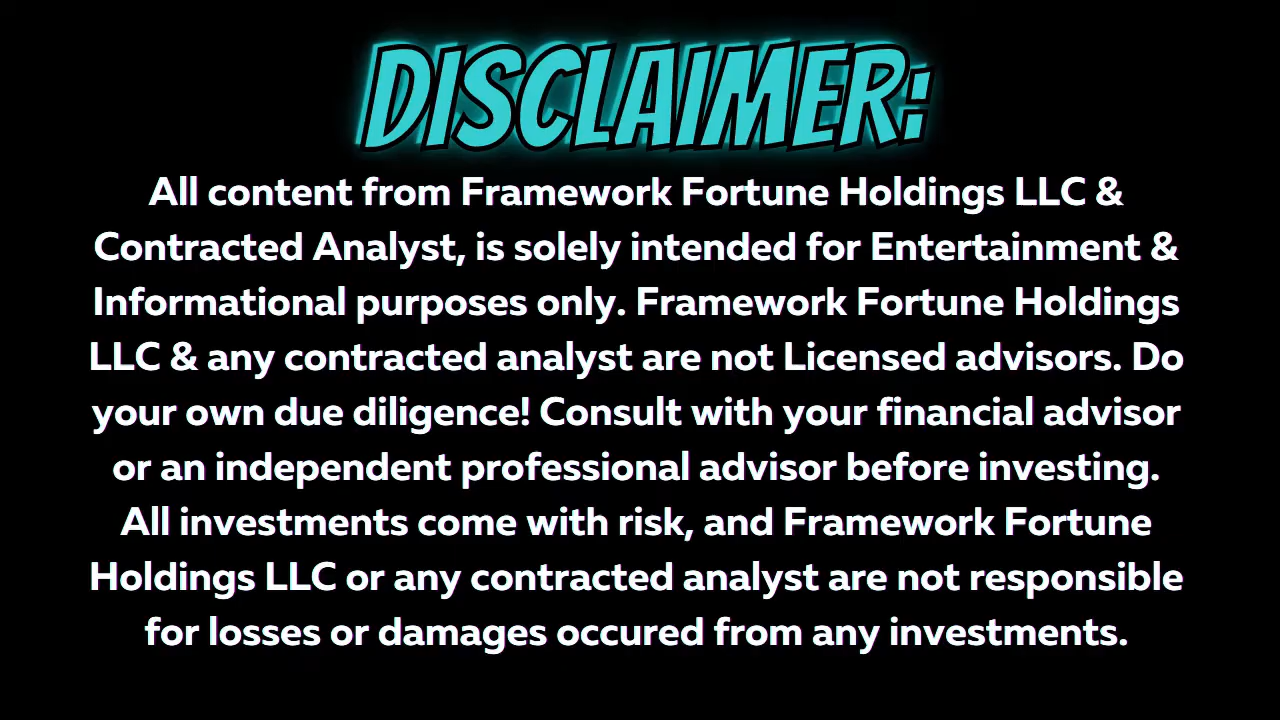 DISCLAIMER:
All content from Framework Fortune Holdings LLC &
Contracted Analyst, is solely intended for Entertainment &
Informational purposes only. Framework Fortune Holdings
LLC & any contracted analyst are not Licensed advisors. Do
your own due diligence! Consult with your financial advisor
or an independent professional advisor before investing.
All investments come with risk, and Framework Fortune
Holdings LLC or any contracted analyst are not responsible
for losses or damages occured from any investments.